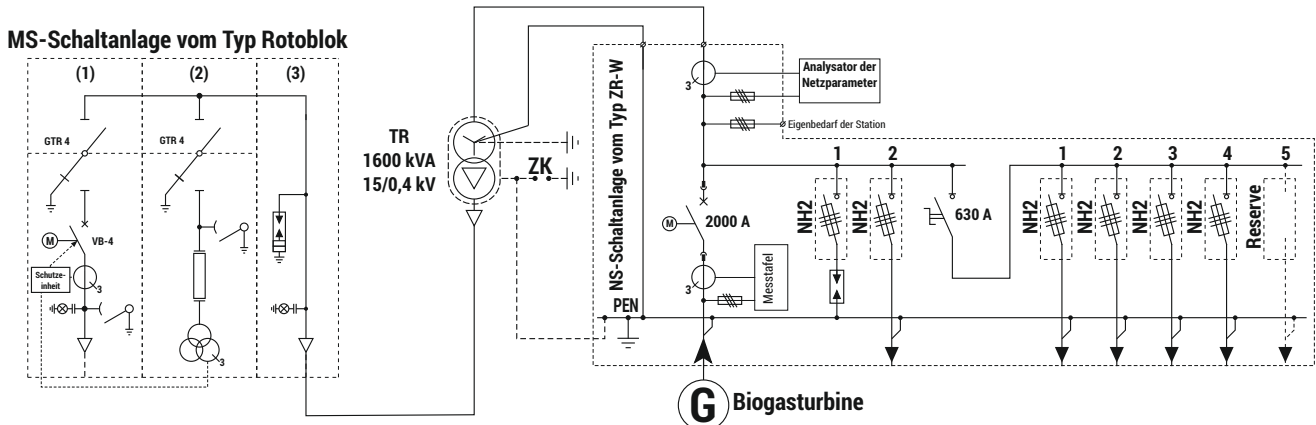 MS-Schaltanlage vom Typ Rotoblok
(1)
(2)
(3)
GTR 4
GTR 4
M
VB-4
Schutze-
inheit
3
3
TR
1600 kVA
15/0,4 kV
ZK
NS-Schaltanlage vom Typ ZR-W
3
Analysator der
Netzparameter
Eigenbedarf der Station
M
2000 A
3
Messtafel
PEN
1
NH2
2
NH2
630 A
1
NH2
2
NH2
3
NH2
4
NH2
5
Reserve
G
Biogasturbine